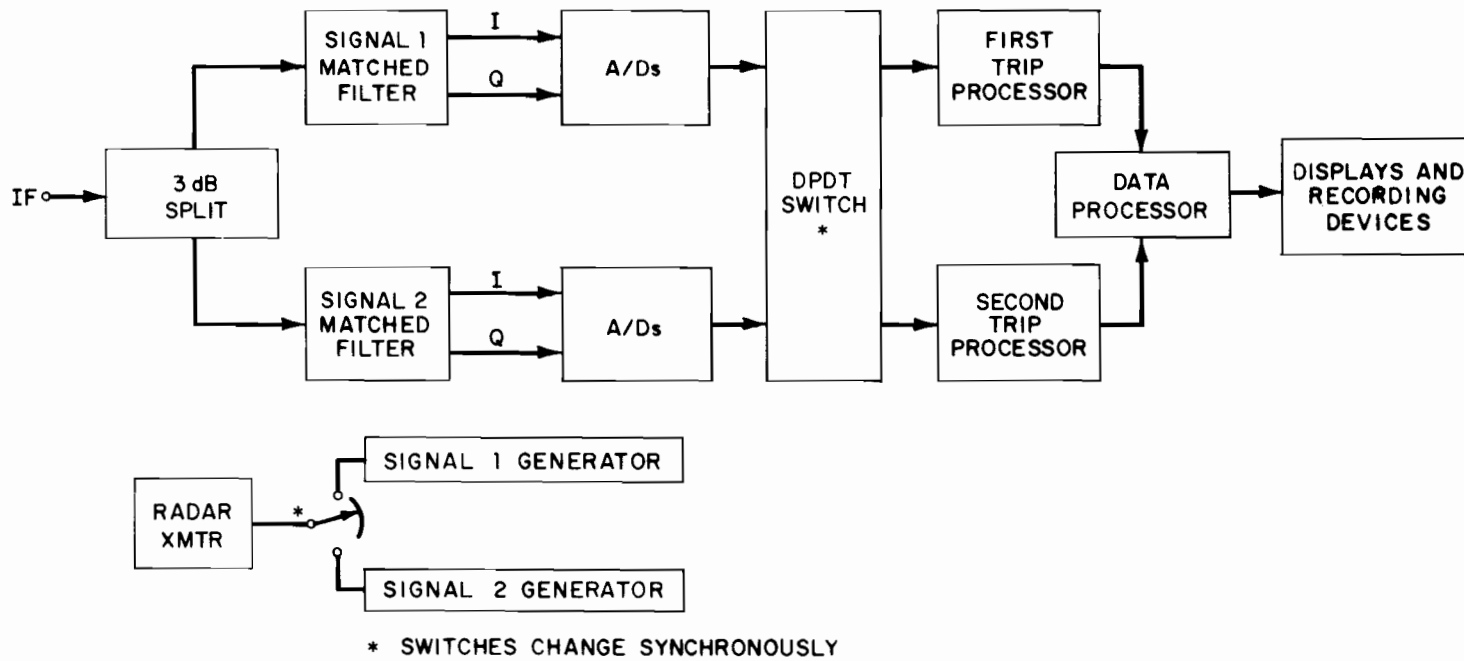 IF
3 dB
SPLIT
SIGNAL 1
MATCHED
FILTER
I
Q
A/Ds
SIGNAL 2
MATCHED
FILTER
I
Q
A/Ds
DPDT
SWITCH
*
FIRST
TRIP
PROCESSOR
SECOND
TRIP
PROCESSOR
DATA
PROCESSOR
DISPLAYS AND
RECORDING
DEVICES
RADAR
XMTR
*
SIGNAL 1 GENERATOR
SIGNAL 2 GENERATOR
* SWITCHES CHANGE SYNCHRONOUSLY